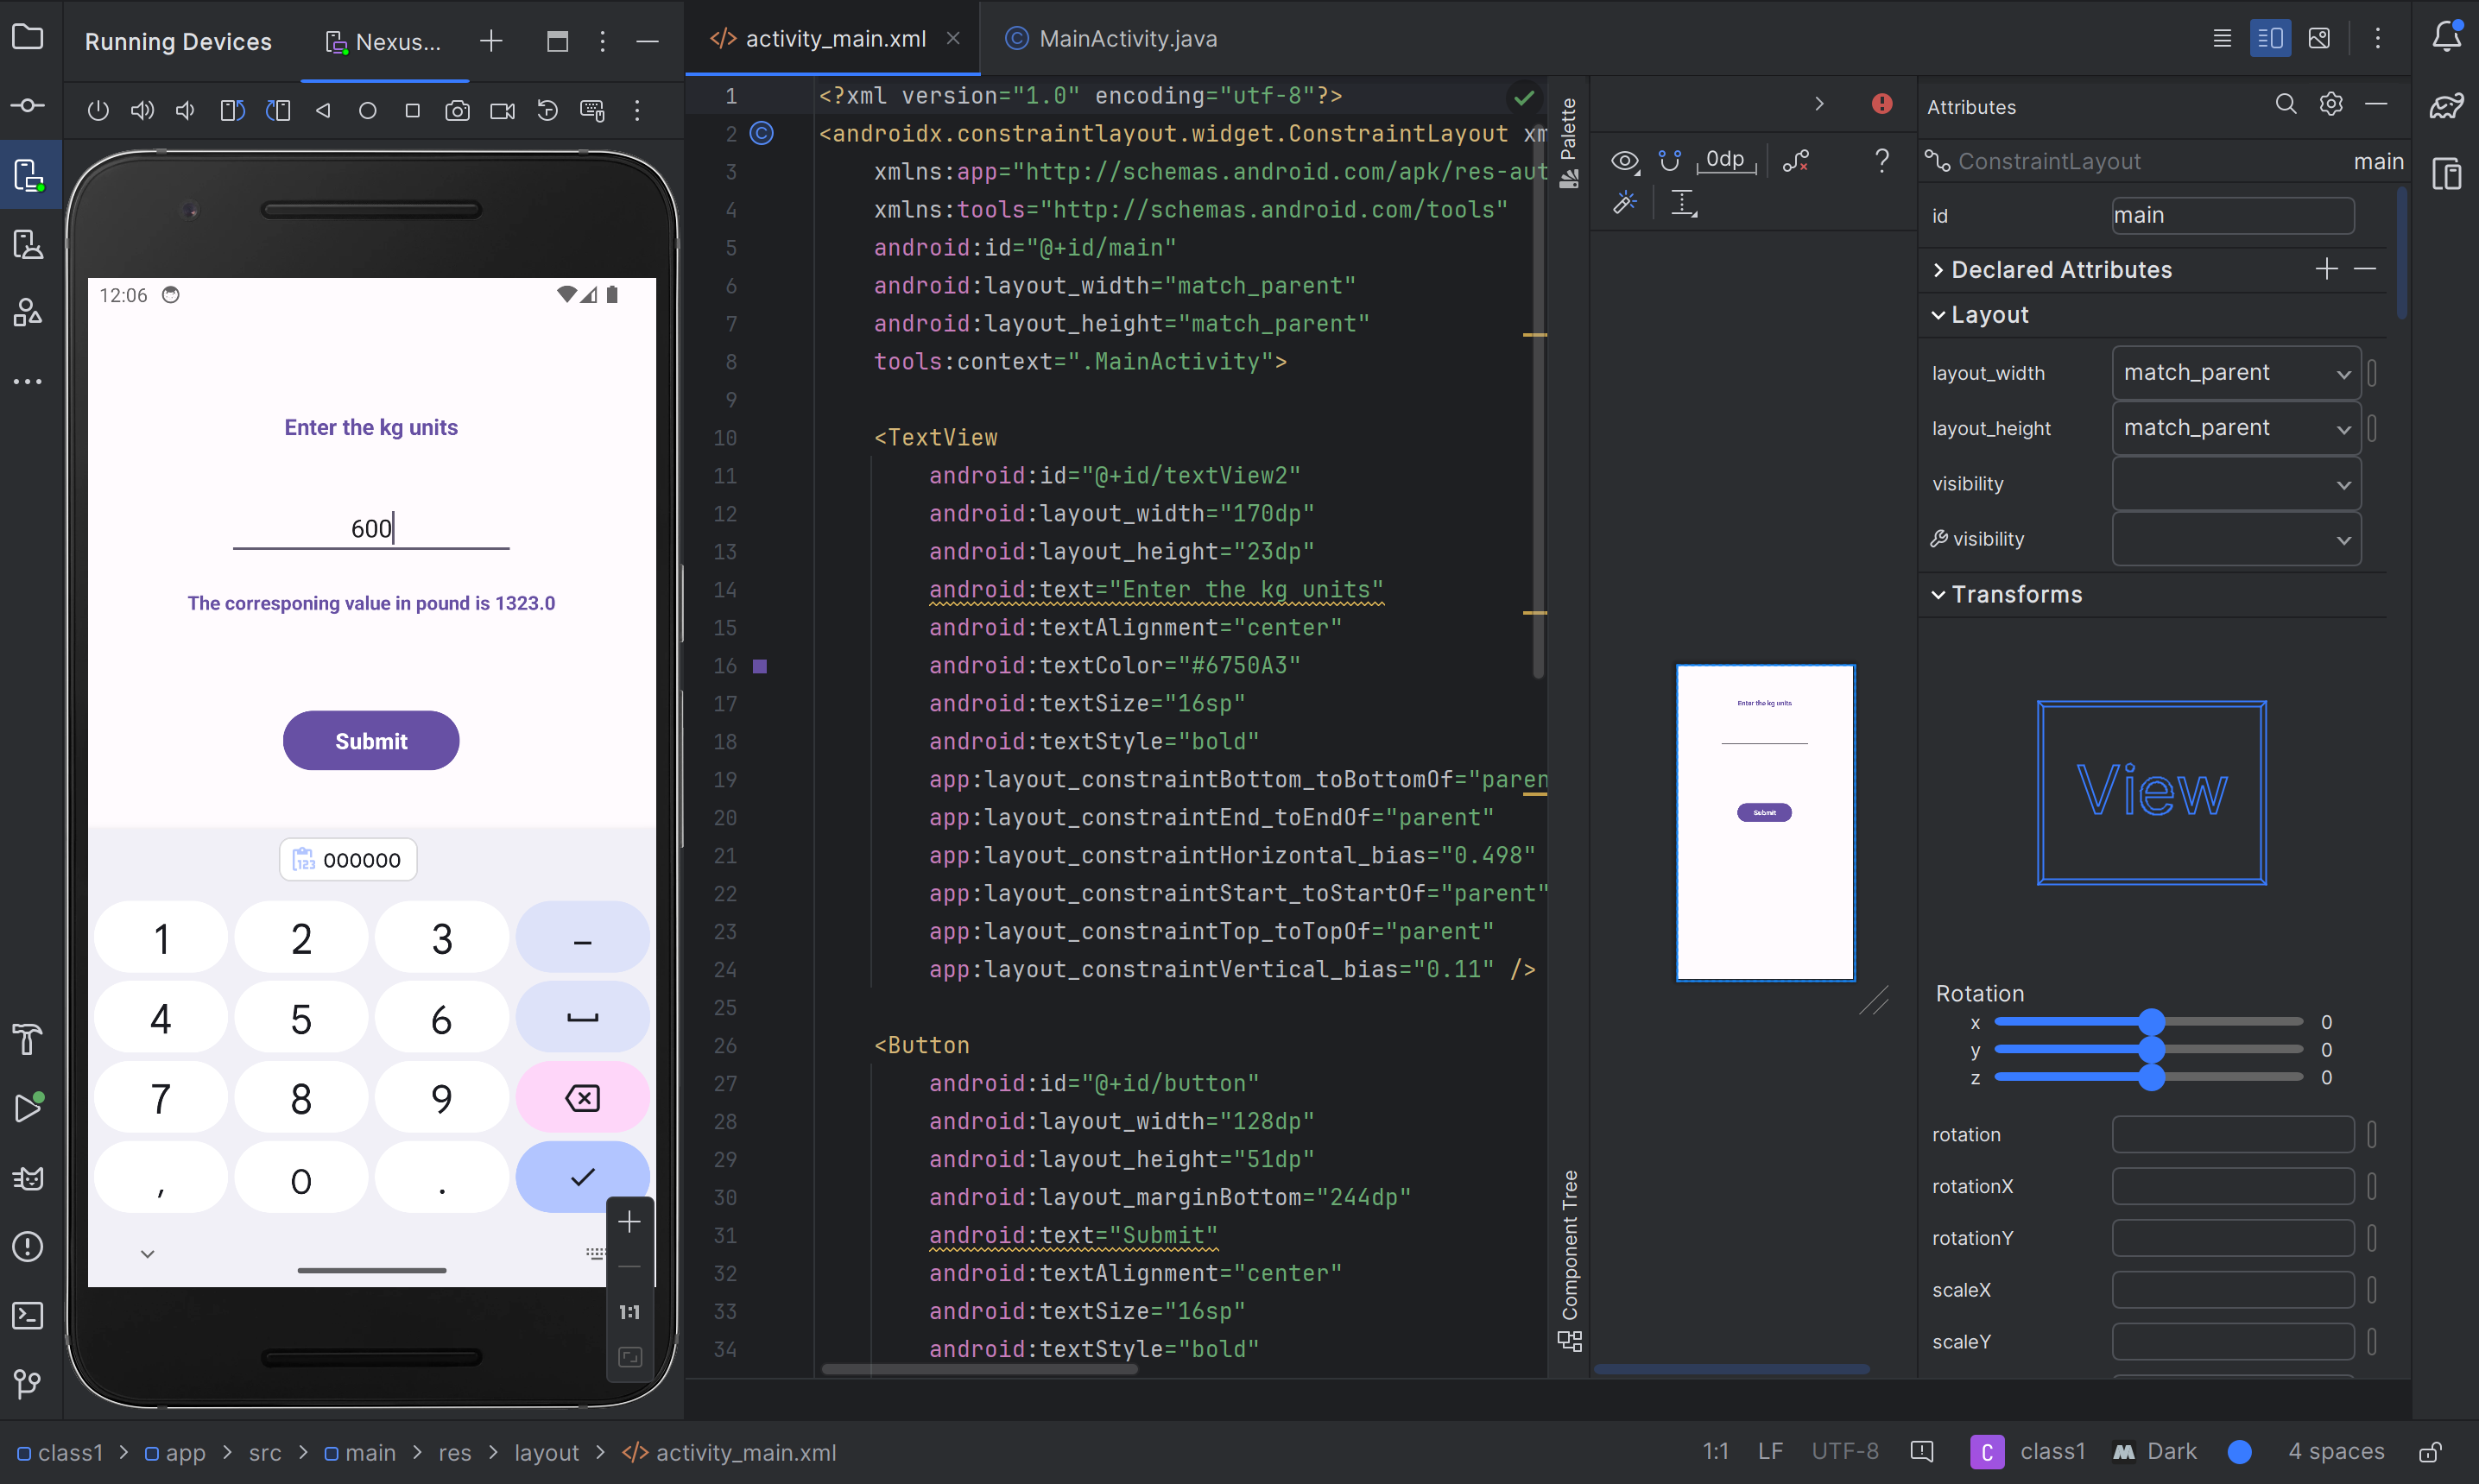 Running Devices
Nexus...
activity_main.xml
MainActivity.java
12:06
Enter the kg units
600
The corresponing value in pound is 1323.0
Submit
123 000000
1 2 3 –
4 5 6
7 8 9
, 0 .
1:1
1 <?xml version="1.0" encoding="utf-8"?>
2 <androidx.constraintlayout.widget.ConstraintLayout xm
3 xmlns:app="http://schemas.android.com/apk/res-aut
4 xmlns:tools="http://schemas.android.com/tools"
5 android:id="@+id/main"
6 android:layout_width="match_parent"
7 android:layout_height="match_parent"
8 tools:context=".MainActivity">
9
10 <TextView
11 android:id="@+id/textView2"
12 android:layout_width="170dp"
13 android:layout_height="23dp"
14 android:text="Enter the kg units"
15 android:textAlignment="center"
16 android:textColor="#6750A3"
17 android:textSize="16sp"
18 android:textStyle="bold"
19 app:layout_constraintBottom_toBottomOf="paren
20 app:layout_constraintEnd_toEndOf="parent"
21 app:layout_constraintHorizontal_bias="0.498"
22 app:layout_constraintStart_toStartOf="parent"
23 app:layout_constraintTop_toTopOf="parent"
24 app:layout_constraintVertical_bias="0.11" />
25
26 <Button
27 android:id="@+id/button"
28 android:layout_width="128dp"
29 android:layout_height="51dp"
30 android:layout_marginBottom="244dp"
31 android:text="Submit"
32 android:textAlignment="center"
33 android:textSize="16sp"
34 android:textStyle="bold"
Palette
Component Tree
0dp
?
Enter the kg units
Submit
Attributes
ConstraintLayout main
id main
Declared Attributes
Layout
layout_width match_parent
layout_height match_parent
visibility
visibility
Transforms
View
Rotation
x 0
y 0
z 0
rotation
rotationX
rotationY
scaleX
scaleY
class1 > app > src > main > res > layout > activity_main.xml
1:1 LF UTF-8 C class1 Dark 4 spaces